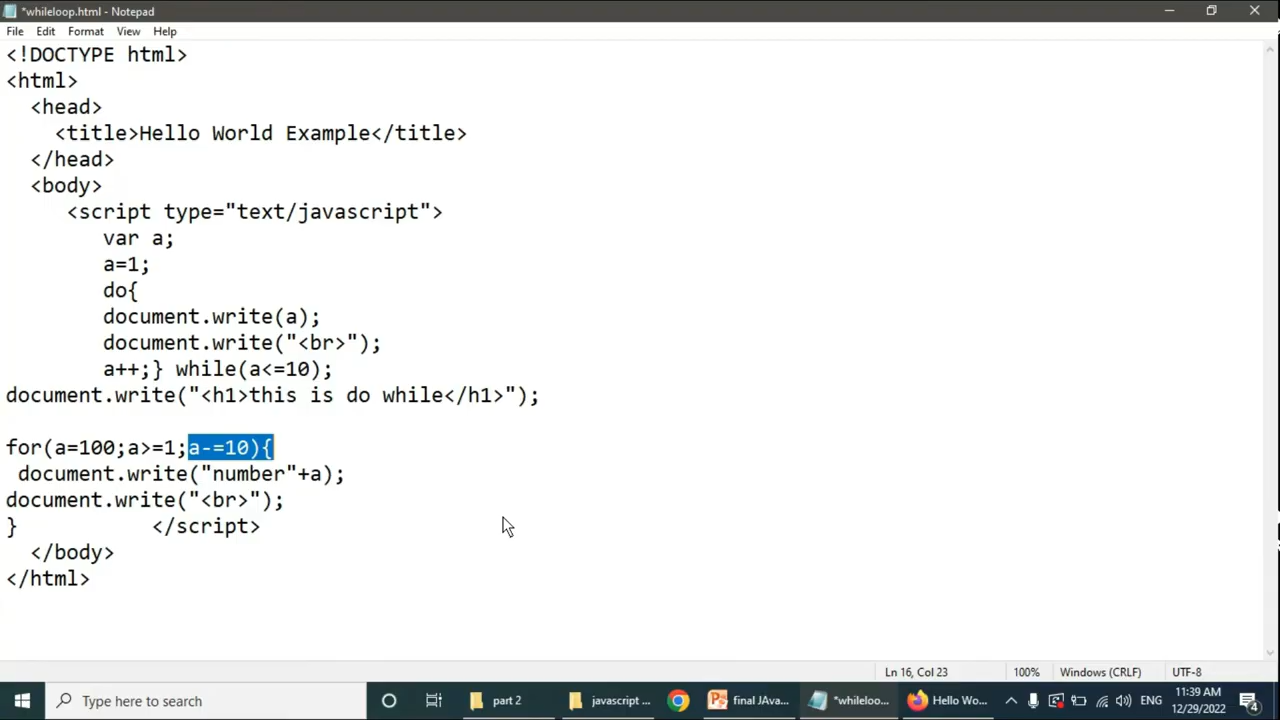 *whileloop.html - Notepad
File Edit Format View Help
<!DOCTYPE html>
<html>
  <head>
    <title>Hello World Example</title>
  </head>
  <body>
     <script type="text/javascript">
        var a;
        a=1;
        do{
        document.write(a);
        document.write("<br>");
        a++;} while(a<=10);
document.write("<h1>this is do while</h1>");

for(a=100;a>=1;a-=10){
 document.write("number"+a);
document.write("<br>");
}           </script>
  </body>
</html>
Ln 16, Col 23 100% Windows (CRLF) UTF-8
Type here to search part 2 javascript ... final JAva... *whileloo... Hello Wo... ENG 11:39 AM 12/29/2022 4